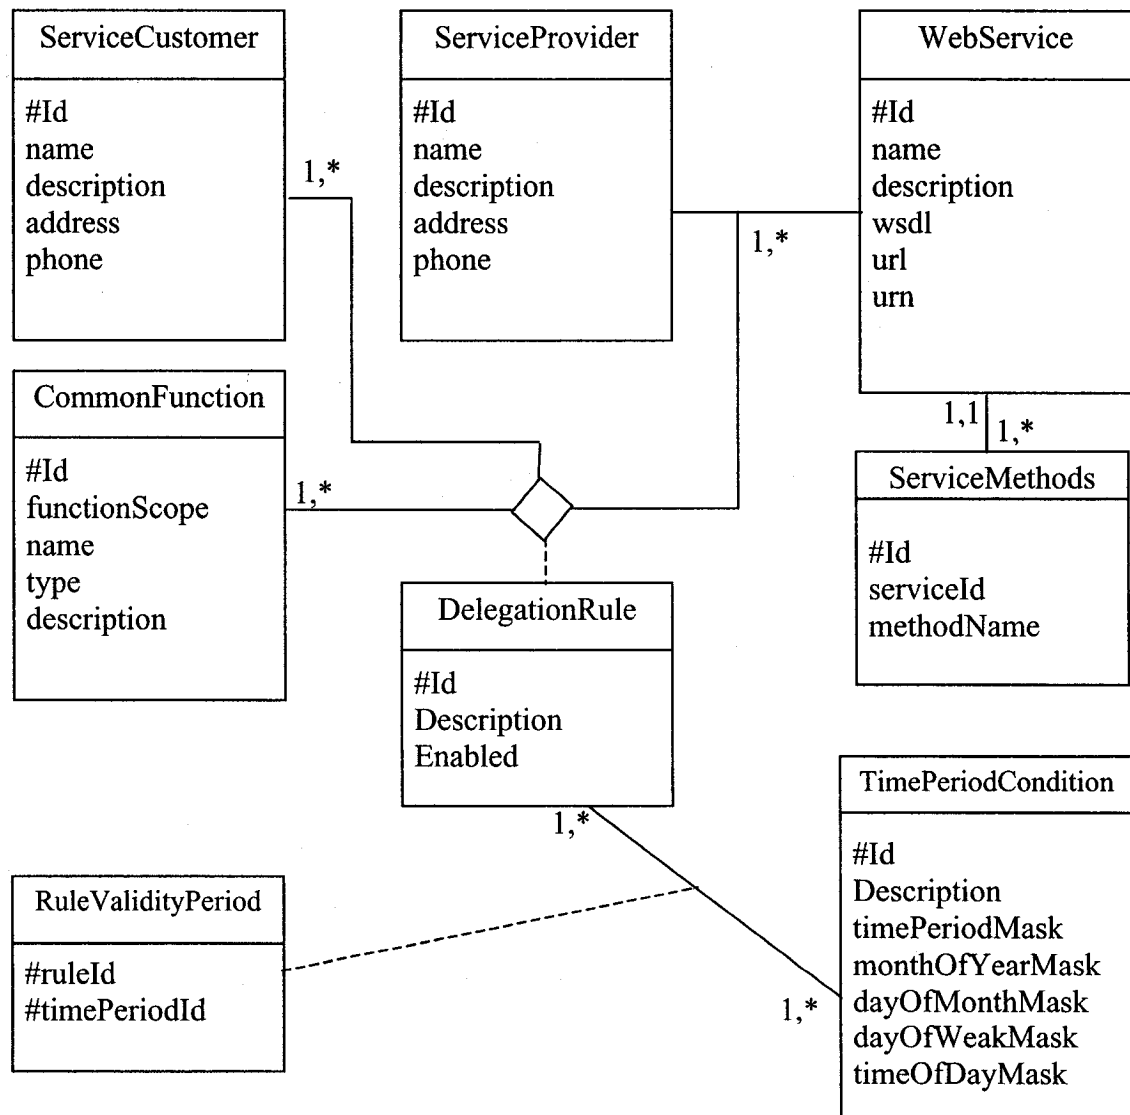 ServiceCustomer
#Id
name
description
address
phone
ServiceProvider
#Id
name
description
address
phone
WebService
#Id
name
description
wsdl
url
urn
1,*
1,*
CommonFunction
#Id
functionScope
name
type
description
1,*
1,1
1,*
ServiceMethods
#Id
serviceId
methodName
DelegationRule
#Id
Description
Enabled
1,*
TimePeriodCondition
#Id
Description
timePeriodMask
monthOfYearMask
dayOfMonthMask
dayOfWeakMask
timeOfDayMask
1,*
RuleValidityPeriod
#ruleId
#timePeriodId